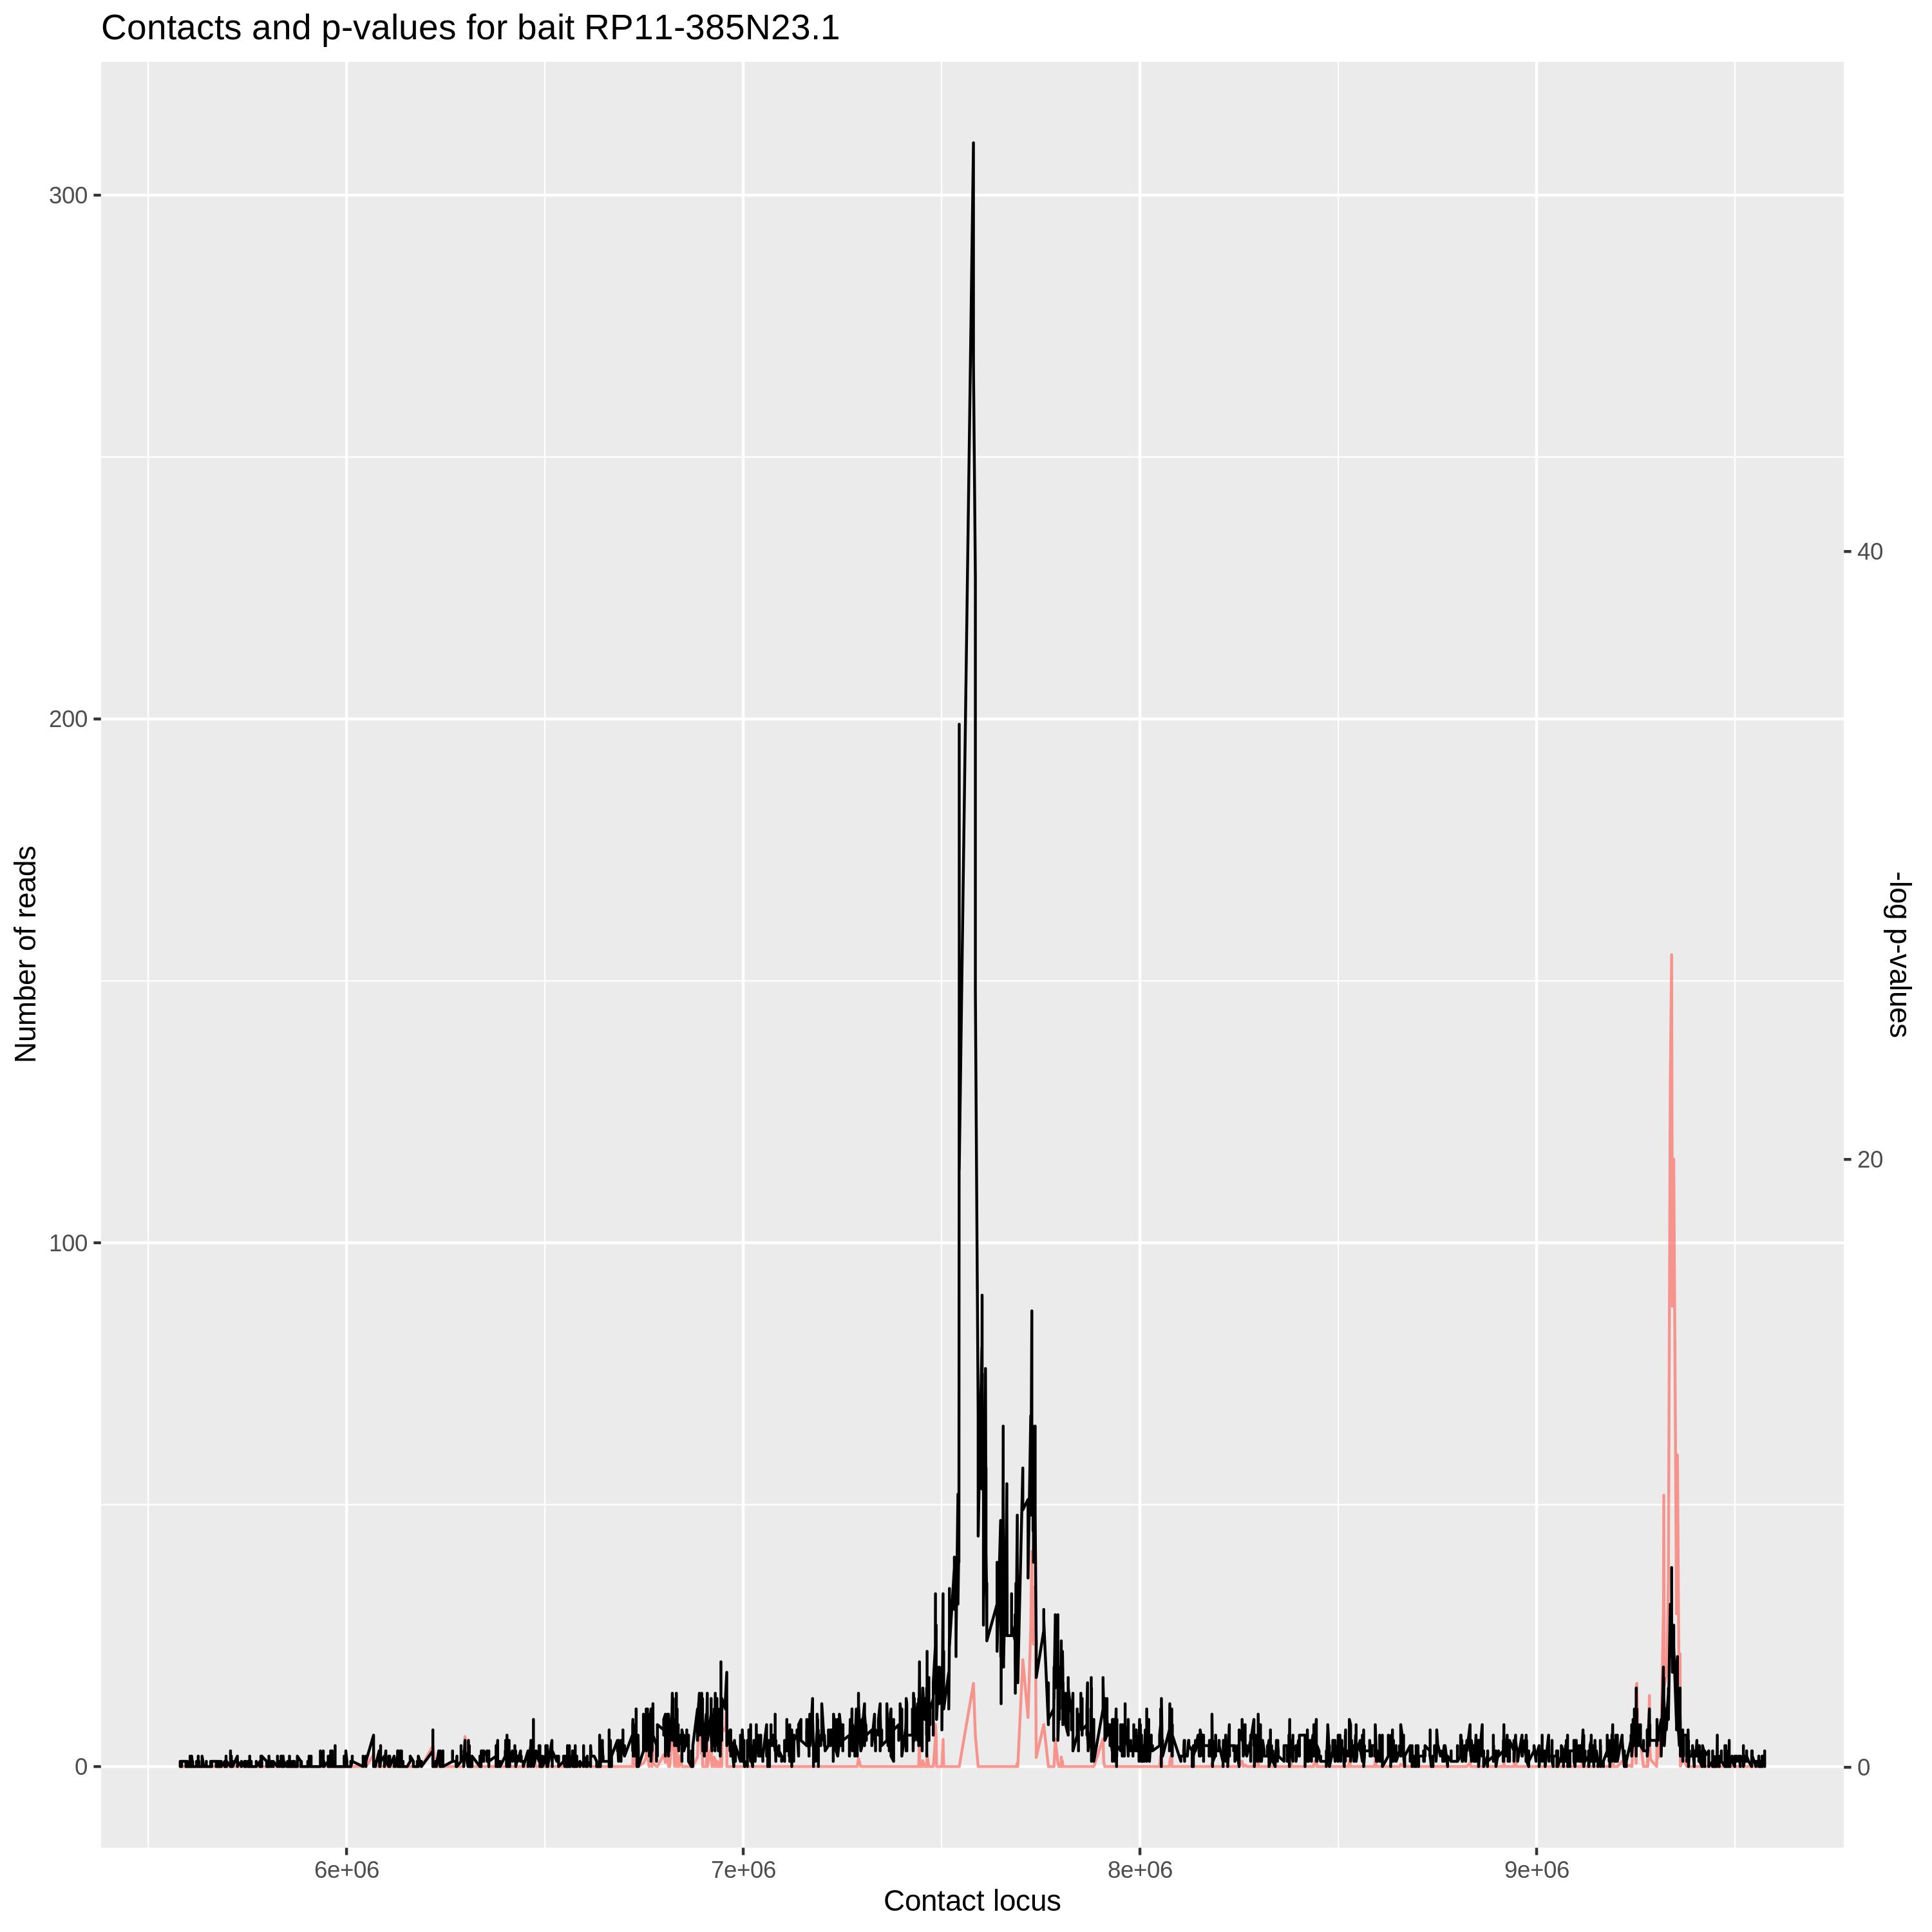 Contacts and p-values for bait RP11-385N23.1
300
200
100
0
Number of reads
40
20
0
-log p-values
6e+06
7e+06
8e+06
9e+06
Contact locus